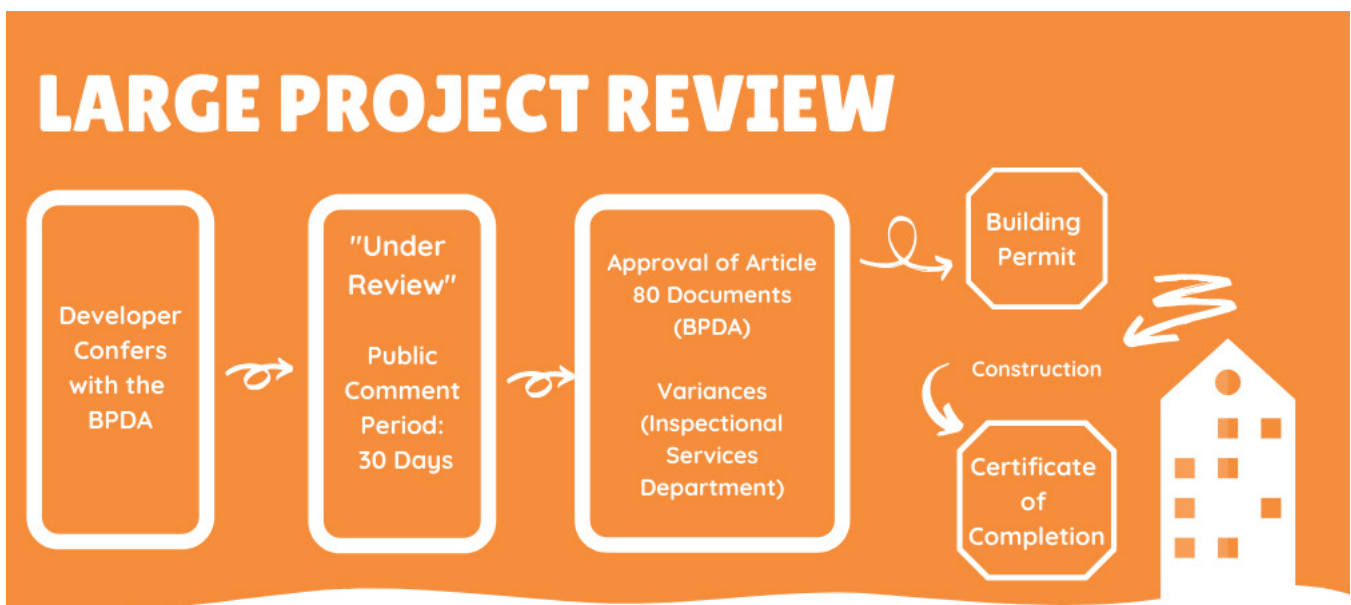 LARGE PROJECT REVIEW
Developer
Confers
with the
BPDA
"Under
Review"
Public
Comment
Period:
30 Days
Approval of Article
80 Documents
(BPDA)
Variances
(Inspectional
Services
Department)
Building
Permit
Construction
Certificate
of
Completion